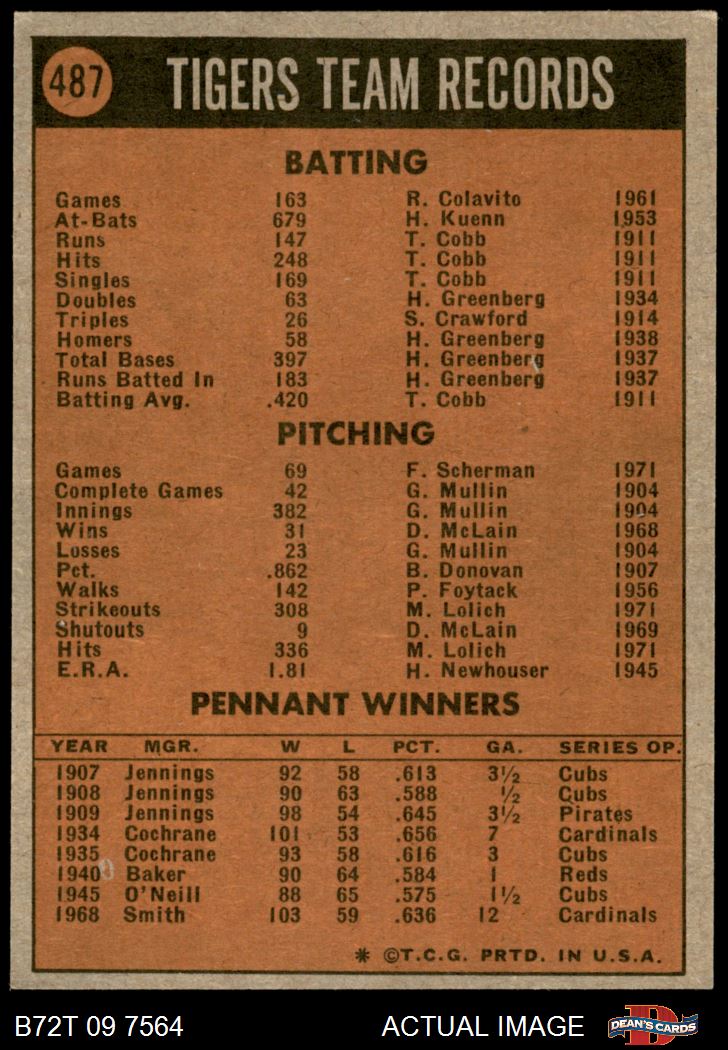 487 TIGERS TEAM RECORDS
BATTING
Games 163 R. Colavito 1961
At-Bats 679 H. Kuenn 1953
Runs 147 T. Cobb 1911
Hits 248 T. Cobb 1911
Singles 169 T. Cobb 1911
Doubles 63 H. Greenberg 1934
Triples 26 S. Crawford 1914
Homers 58 H. Greenberg 1938
Total Bases 397 H. Greenberg 1937
Runs Batted In 183 H. Greenberg 1937
Batting Avg. .420 T. Cobb 1911
PITCHING
Games 69 F. Scherman 1971
Complete Games 42 G. Mullin 1904
Innings 382 G. Mullin 1904
Wins 31 D. McLain 1968
Losses 23 G. Mullin 1904
Pct. .862 B. Donovan 1907
Walks 142 P. Foytack 1956
Strikeouts 308 M. Lolich 1971
Shutouts 9 D. McLain 1969
Hits 336 M. Lolich 1971
E.R.A. 1.81 H. Newhouser 1945
PENNANT WINNERS
YEAR MGR. W L PCT. GA. SERIES OP.
1907 Jennings 92 58 .613 3½ Cubs
1908 Jennings 90 63 .588 ½ Cubs
1909 Jennings 98 54 .645 3½ Pirates
1934 Cochrane 101 53 .656 7 Cardinals
1935 Cochrane 93 58 .616 3 Cubs
1940 Baker 90 64 .584 1 Reds
1945 O'Neill 88 65 .575 1½ Cubs
1968 Smith 103 59 .636 12 Cardinals
* ©T.C.G. PRTD. IN U.S.A.
B72T 09 7564 ACTUAL IMAGE D DEAN'S CARDS